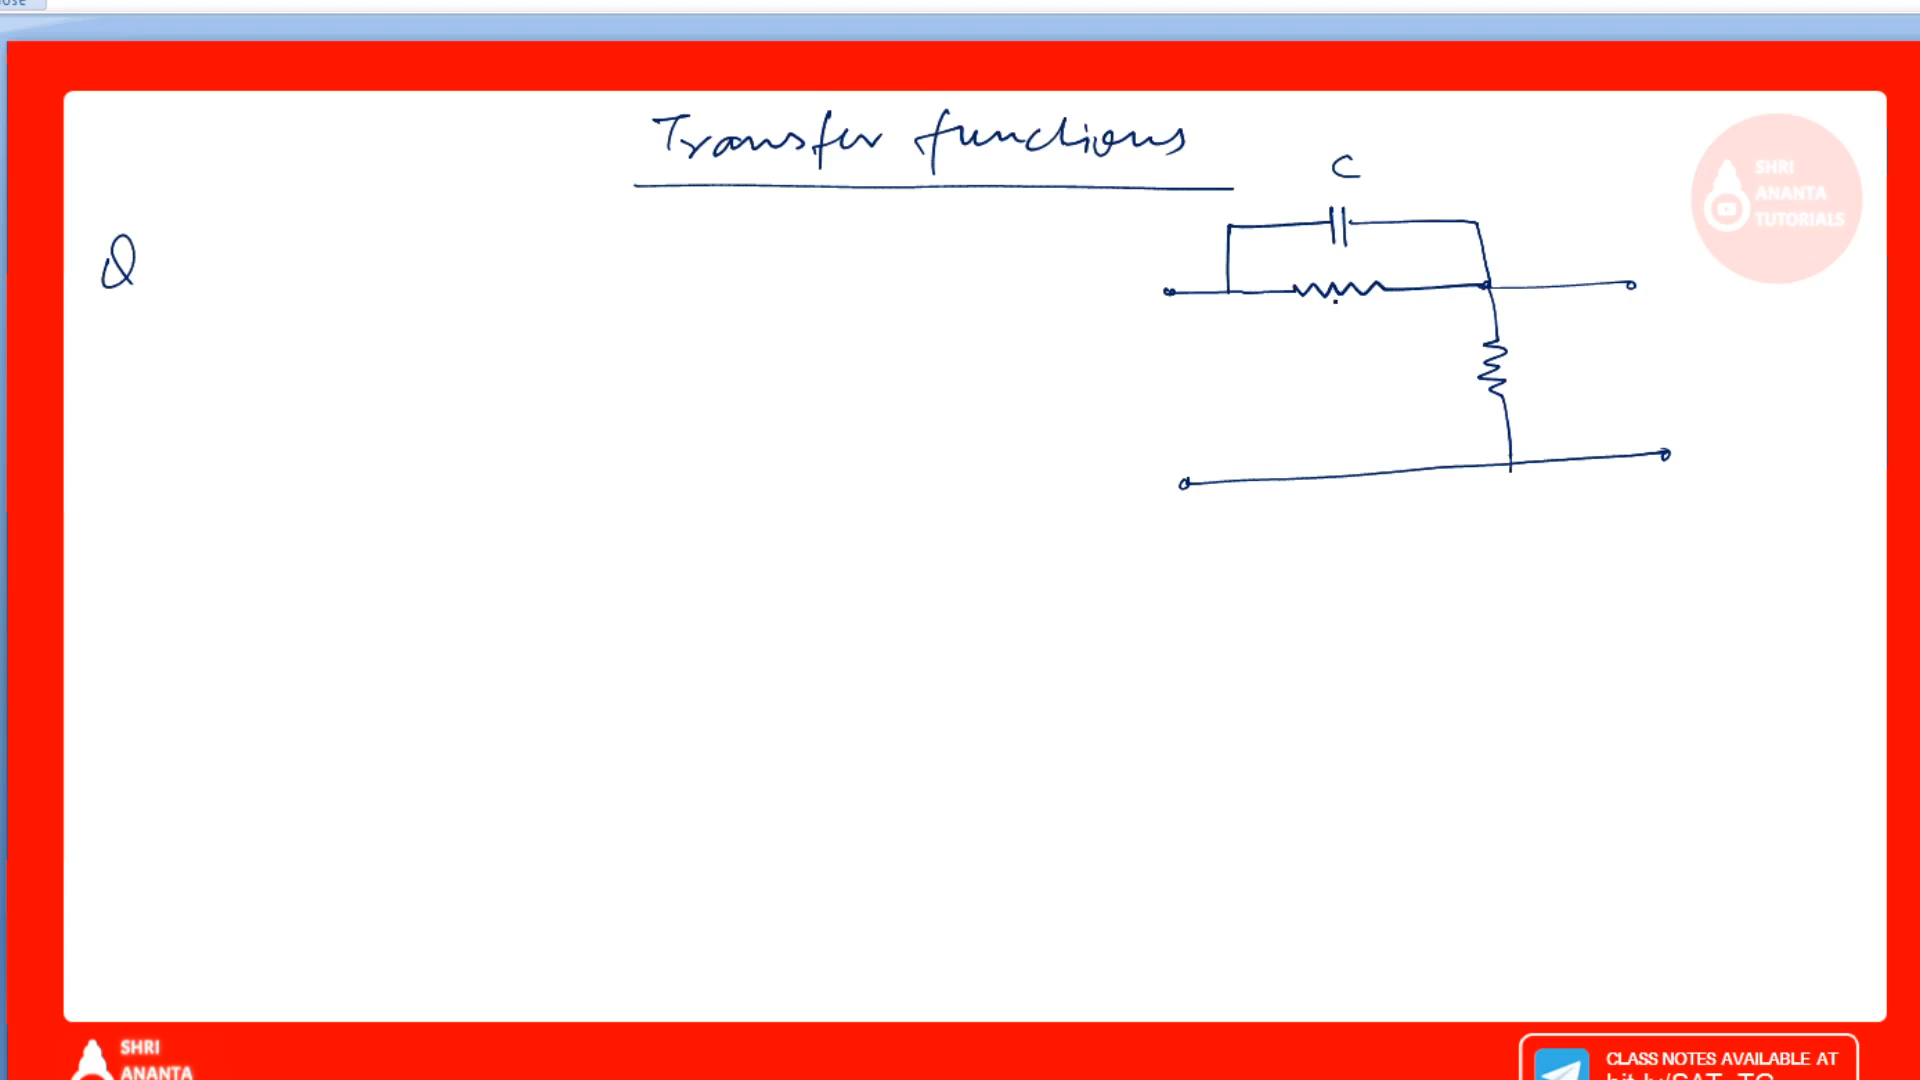 Transfer functions
C
SHRI
ANANTA
TUTORIALS
Q
SHRI
ANANTA
CLASS NOTES AVAILABLE AT